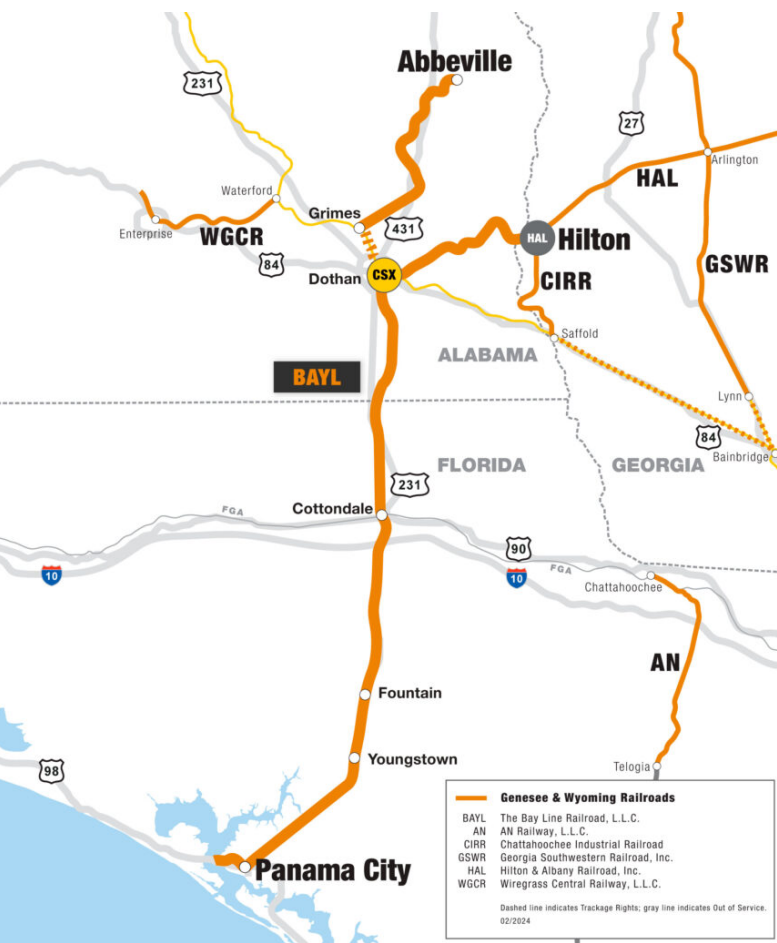 Abbeville
231
27
Arlington
HAL
Waterford
Grimes
431
Enterprise
WGCR
HAL
Hilton
84
Dothan
CSX
CIRR
GSWR
Saffold
ALABAMA
BAYL
Lynn
84
Bainbridge
FLORIDA
GEORGIA
231
Cottondale
FGA
90
10
10
FGA
Chattahoochee
AN
Fountain
Youngstown
Telogia
98
Panama City
Genesee & Wyoming Railroads
BAYL The Bay Line Railroad, L.L.C.
AN AN Railway, L.L.C.
CIRR Chattahoochee Industrial Railroad
GSWR Georgia Southwestern Railroad, Inc.
HAL Hilton & Albany Railroad, Inc.
WGCR Wiregrass Central Railway, L.L.C.
Dashed line indicates Trackage Rights; gray line indicates Out of Service.
02/2024